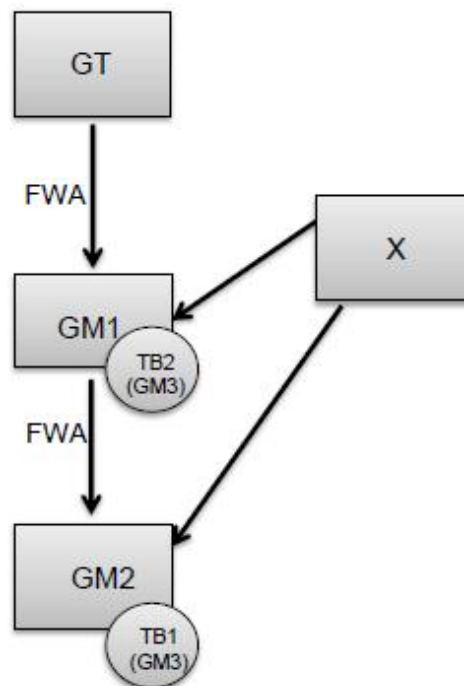 GT
FWA
X
GM1
TB2
(GM3)
FWA
GM2
TB1
(GM3)